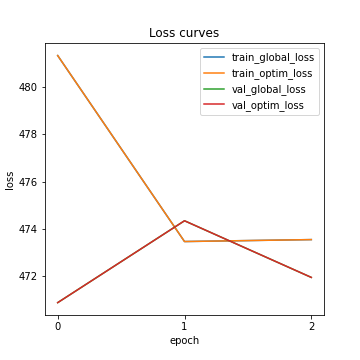 Loss curves
train_global_loss
train_optim_loss
val_global_loss
val_optim_loss
480
478
476
474
472
loss
0 1 2
epoch